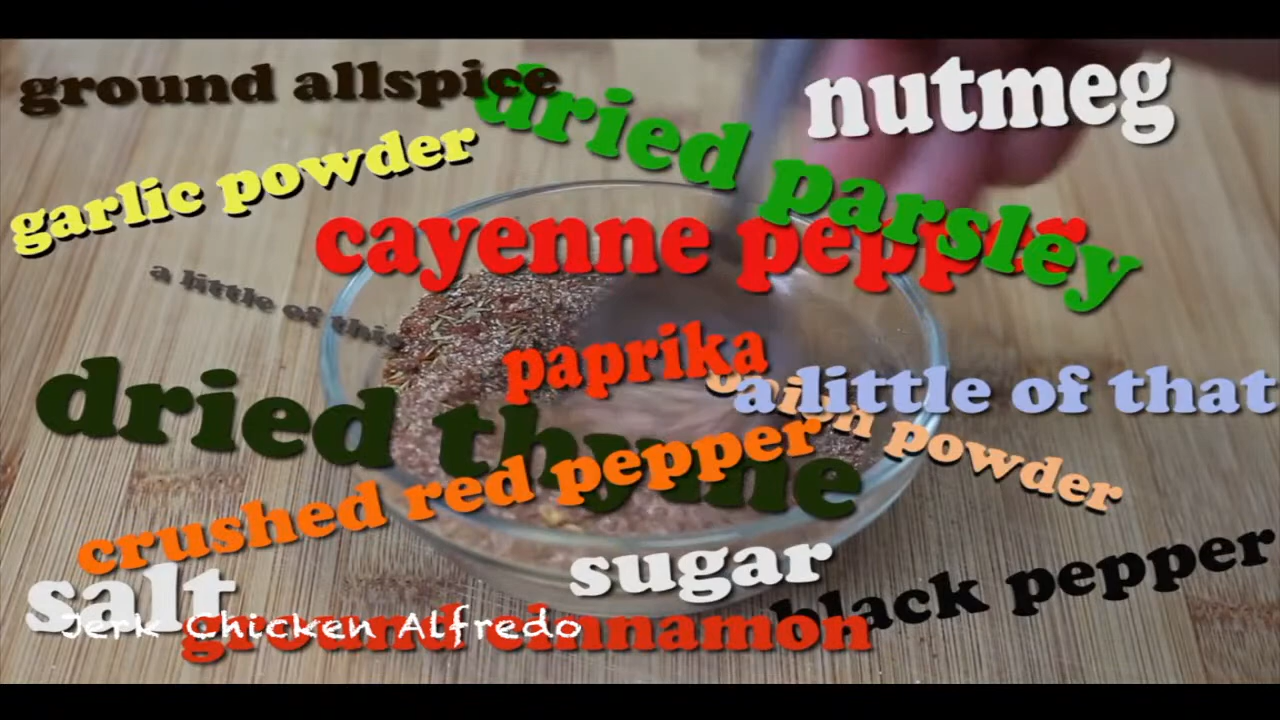 ground allspice
dried parsley
nutmeg
garlic powder
cayenne pepper
a little of this
paprika
a little of that
onion powder
dried thyme
crushed red pepper
sugar
black pepper
salt
ground cinnamon
Jerk Chicken Alfredo